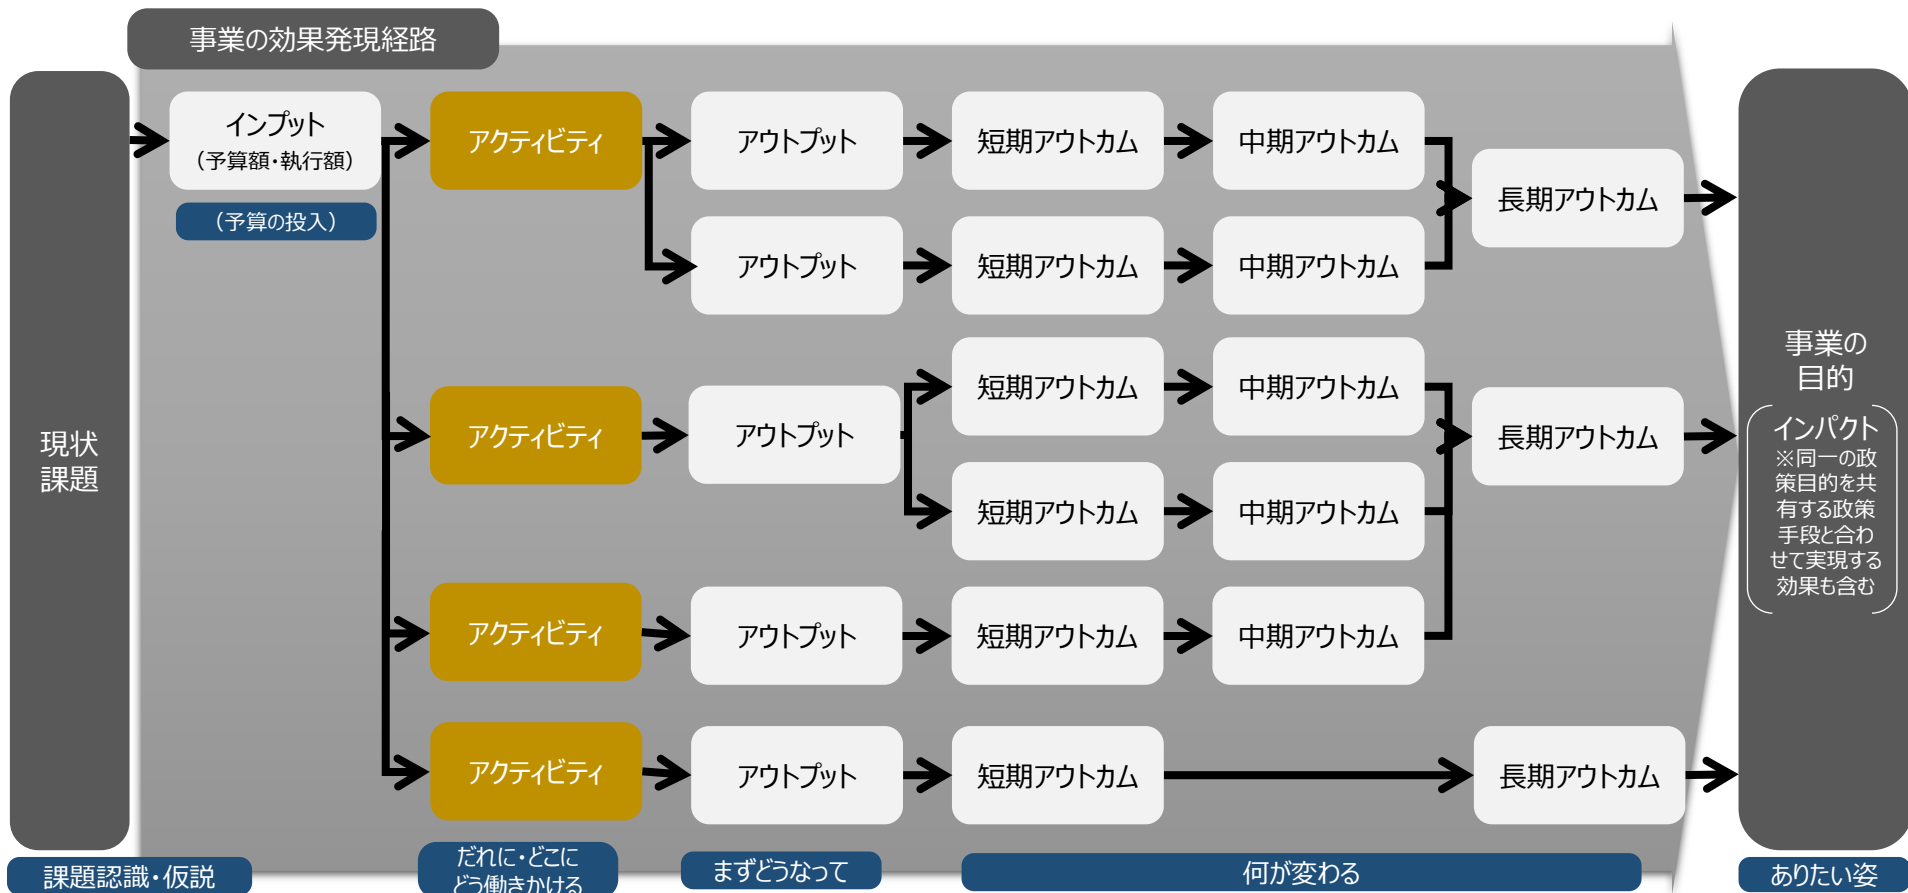 事業の効果発現経路
現状
課題
インプット
（予算額・執行額）
（予算の投入）
アクティビティ
アウトプット
短期アウトカム
中期アウトカム
長期アウトカム
アウトプット
短期アウトカム
中期アウトカム
アクティビティ
アウトプット
短期アウトカム
中期アウトカム
長期アウトカム
短期アウトカム
中期アウトカム
アクティビティ
アウトプット
短期アウトカム
中期アウトカム
アクティビティ
アウトプット
短期アウトカム
長期アウトカム
事業の
目的
インパクト
※同一の政
策目的を共
有する政策
手段と合わ
せて実現する
効果も含む
課題認識・仮説
だれに・どこに
どう働きかける
まずどうなって
何が変わる
ありたい姿